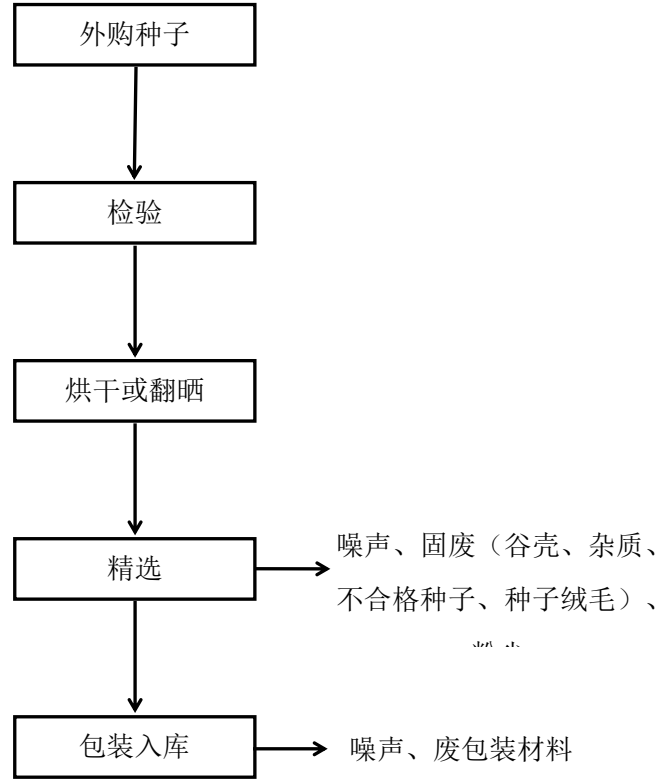 外购种子
检验
烘干或翻晒
精选
噪声、固废（谷壳、杂质、
不合格种子、种子绒毛）、
包装入库
噪声、废包装材料